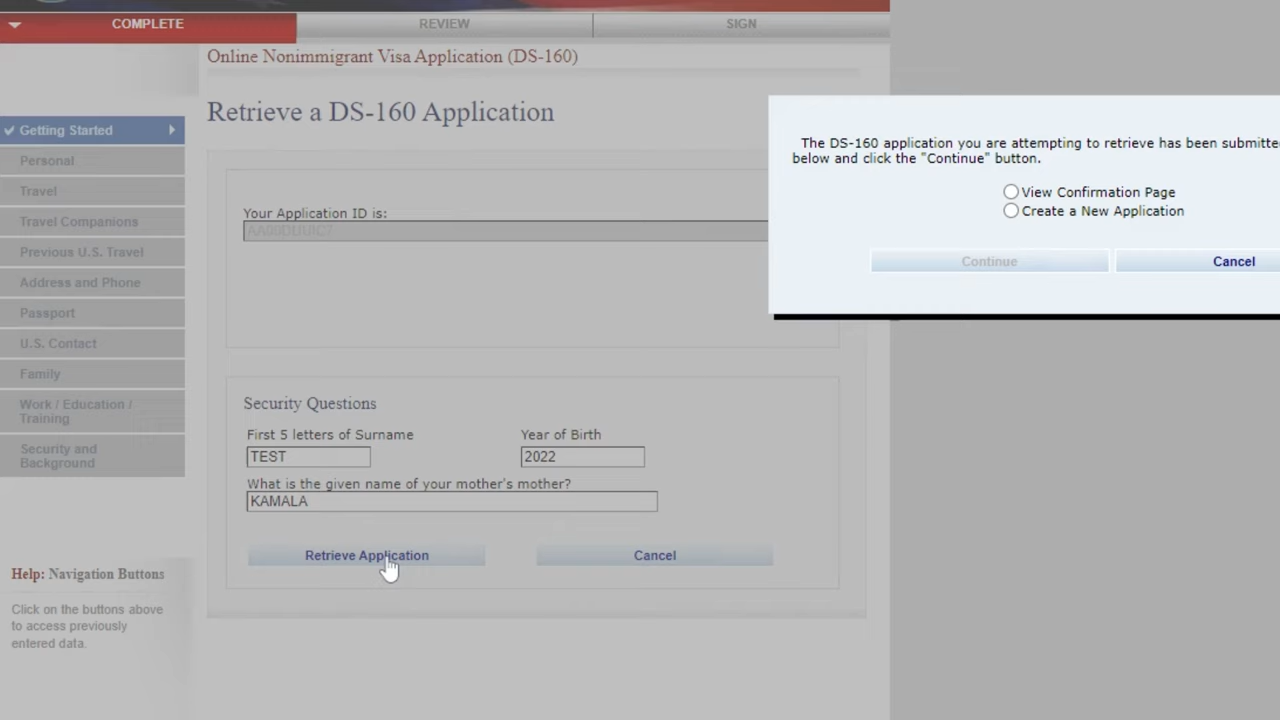 COMPLETE
REVIEW
SIGN
Online Nonimmigrant Visa Application (DS-160)
Retrieve a DS-160 Application
Getting Started
Personal
Travel
Travel Companions
Previous U.S. Travel
Address and Phone
Passport
U.S. Contact
Family
Work / Education /
Training
Security and
Background
Help: Navigation Buttons
Click on the buttons above
to access previously
entered data.
Your Application ID is:
Security Questions
First 5 letters of Surname
Year of Birth
TEST
2022
What is the given name of your mother's mother?
KAMALA
Retrieve Application
Cancel
The DS-160 application you are attempting to retrieve has been submitte
below and click the "Continue" button.
View Confirmation Page
Create a New Application
Continue
Cancel